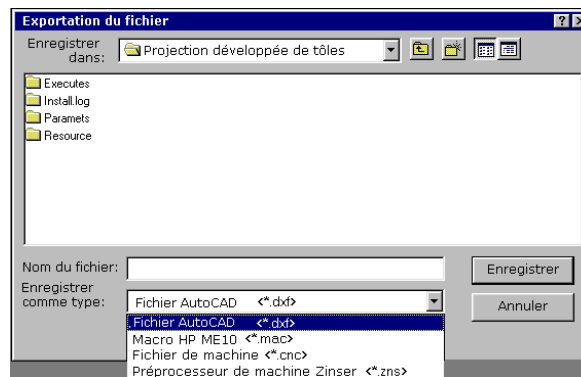 Exportation du fichier
Enregistrer
dans:
Projection développée de tôles
Executes
Install.log
Paramets
Resource
Nom du fichier:
Enregistrer
Enregistrer
comme type:
Fichier AutoCAD <*.dxf>
Annuler
Fichier AutoCAD <*.dxf>
Macro HP ME10 <*.mac>
Fichier de machine <*.cnc>
Préprocesseur de machine Zinser <*.zns>